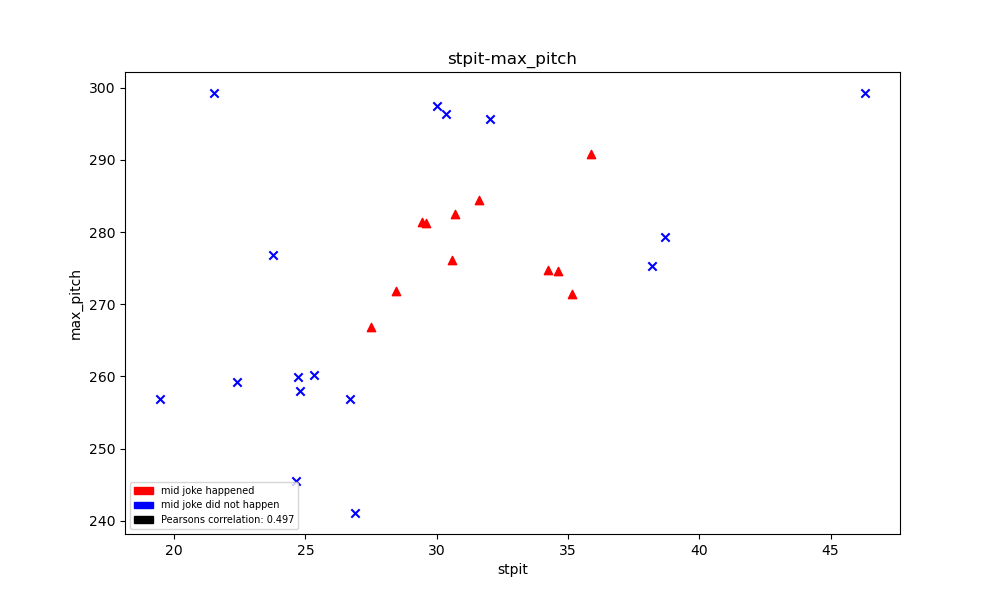 stpit-max_pitch
300
290
280
270
260
250
240
max_pitch
mid joke happened
mid joke did not happen
Pearsons correlation: 0.497
20 25 30 35 40 45
stpit